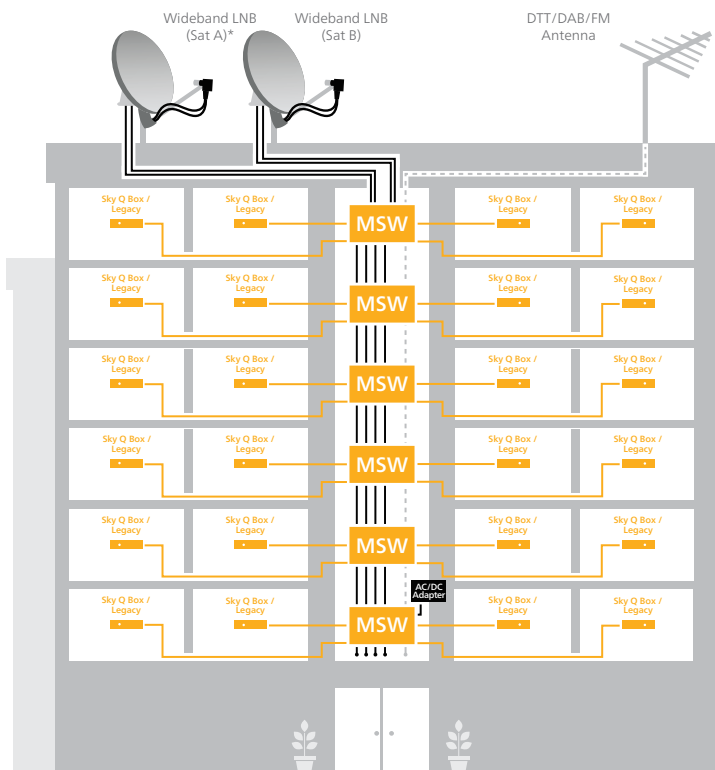 Wideband LNB
(Sat A)*
Wideband LNB
(Sat B)
DTT/DAB/FM
Antenna
Sky Q Box /
Legacy
Sky Q Box /
Legacy
MSW
Sky Q Box /
Legacy
Sky Q Box /
Legacy
Sky Q Box /
Legacy
Sky Q Box /
Legacy
MSW
Sky Q Box /
Legacy
Sky Q Box /
Legacy
Sky Q Box /
Legacy
Sky Q Box /
Legacy
MSW
Sky Q Box /
Legacy
Sky Q Box /
Legacy
Sky Q Box /
Legacy
Sky Q Box /
Legacy
MSW
Sky Q Box /
Legacy
Sky Q Box /
Legacy
Sky Q Box /
Legacy
Sky Q Box /
Legacy
MSW
Sky Q Box /
Legacy
Sky Q Box /
Legacy
AC/DC
Adapter
Sky Q Box /
Legacy
Sky Q Box /
Legacy
MSW
Sky Q Box /
Legacy
Sky Q Box /
Legacy